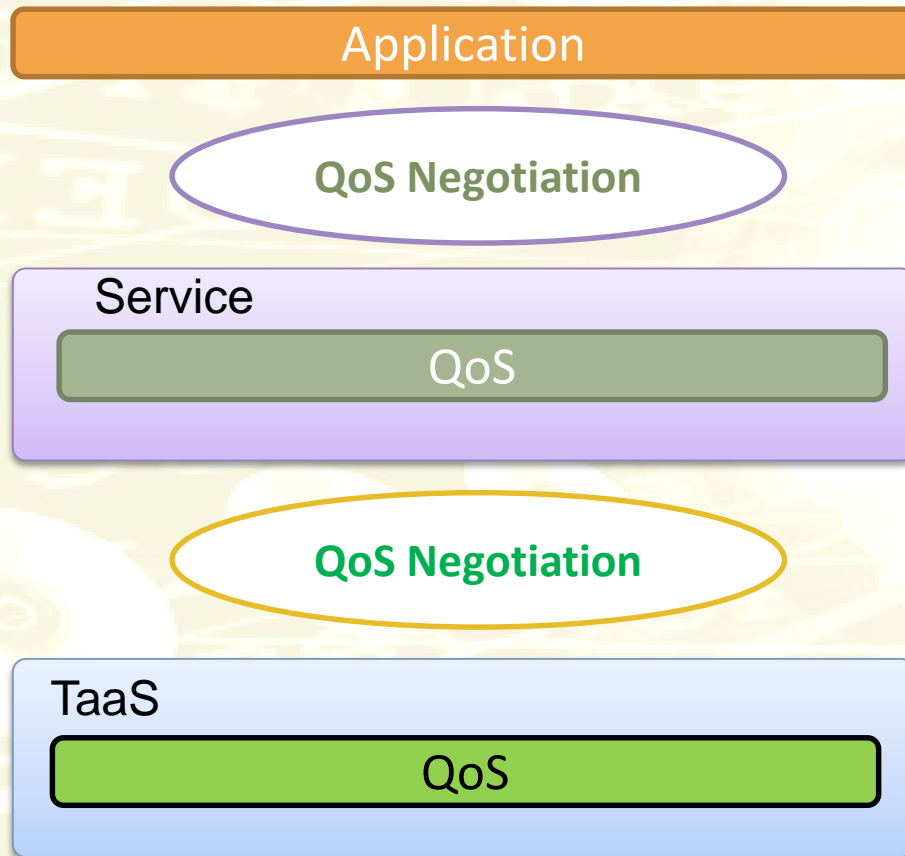 Application
QoS Negotiation
Service
QoS
QoS Negotiation
TaaS
QoS